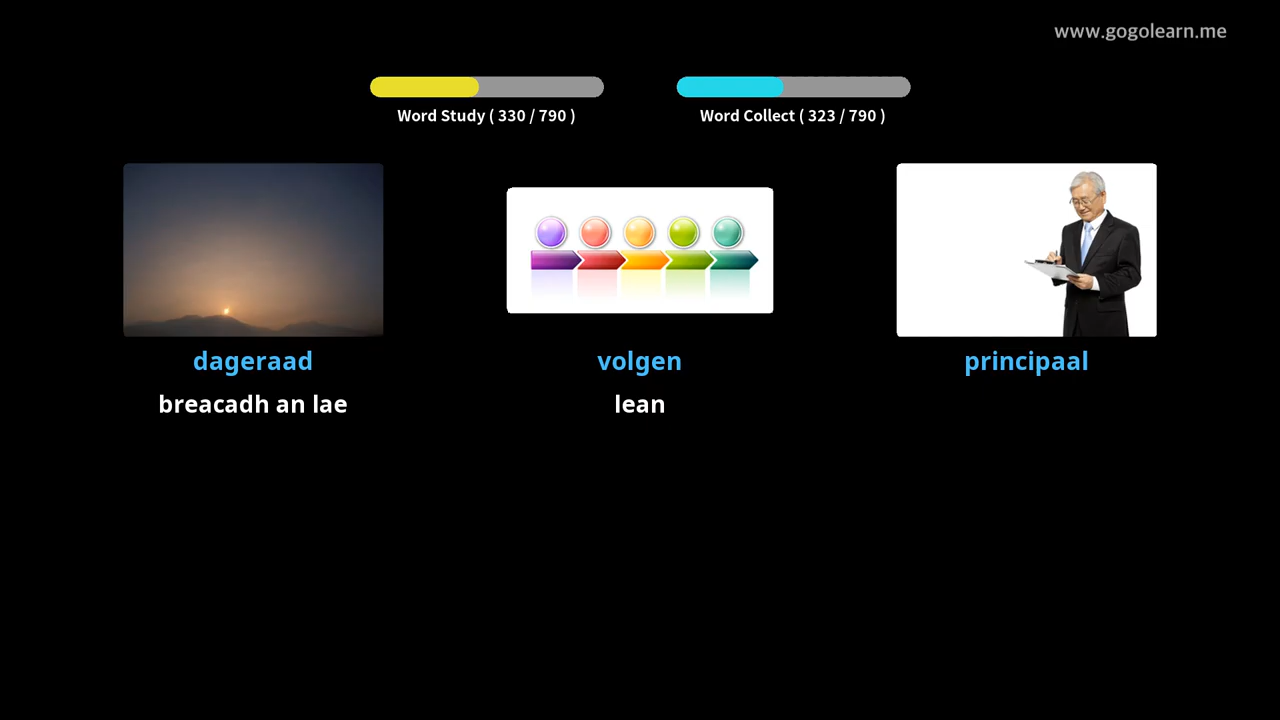 www.gogolearn.me
Word Study ( 330 / 790 )
Word Collect ( 323 / 790 )
dageraad
volgen
principaal
breacadh an lae
lean